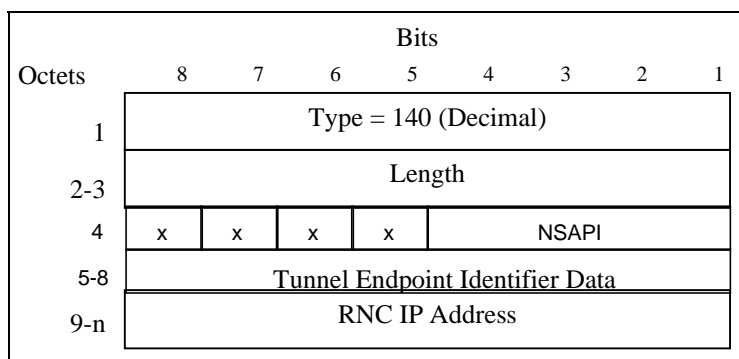 Bits
Octets 8 7 6 5 4 3 2 1
1 Type = 140 (Decimal)
2-3 Length
4 x x x x NSAPI
5-8 Tunnel Endpoint Identifier Data
9-n RNC IP Address